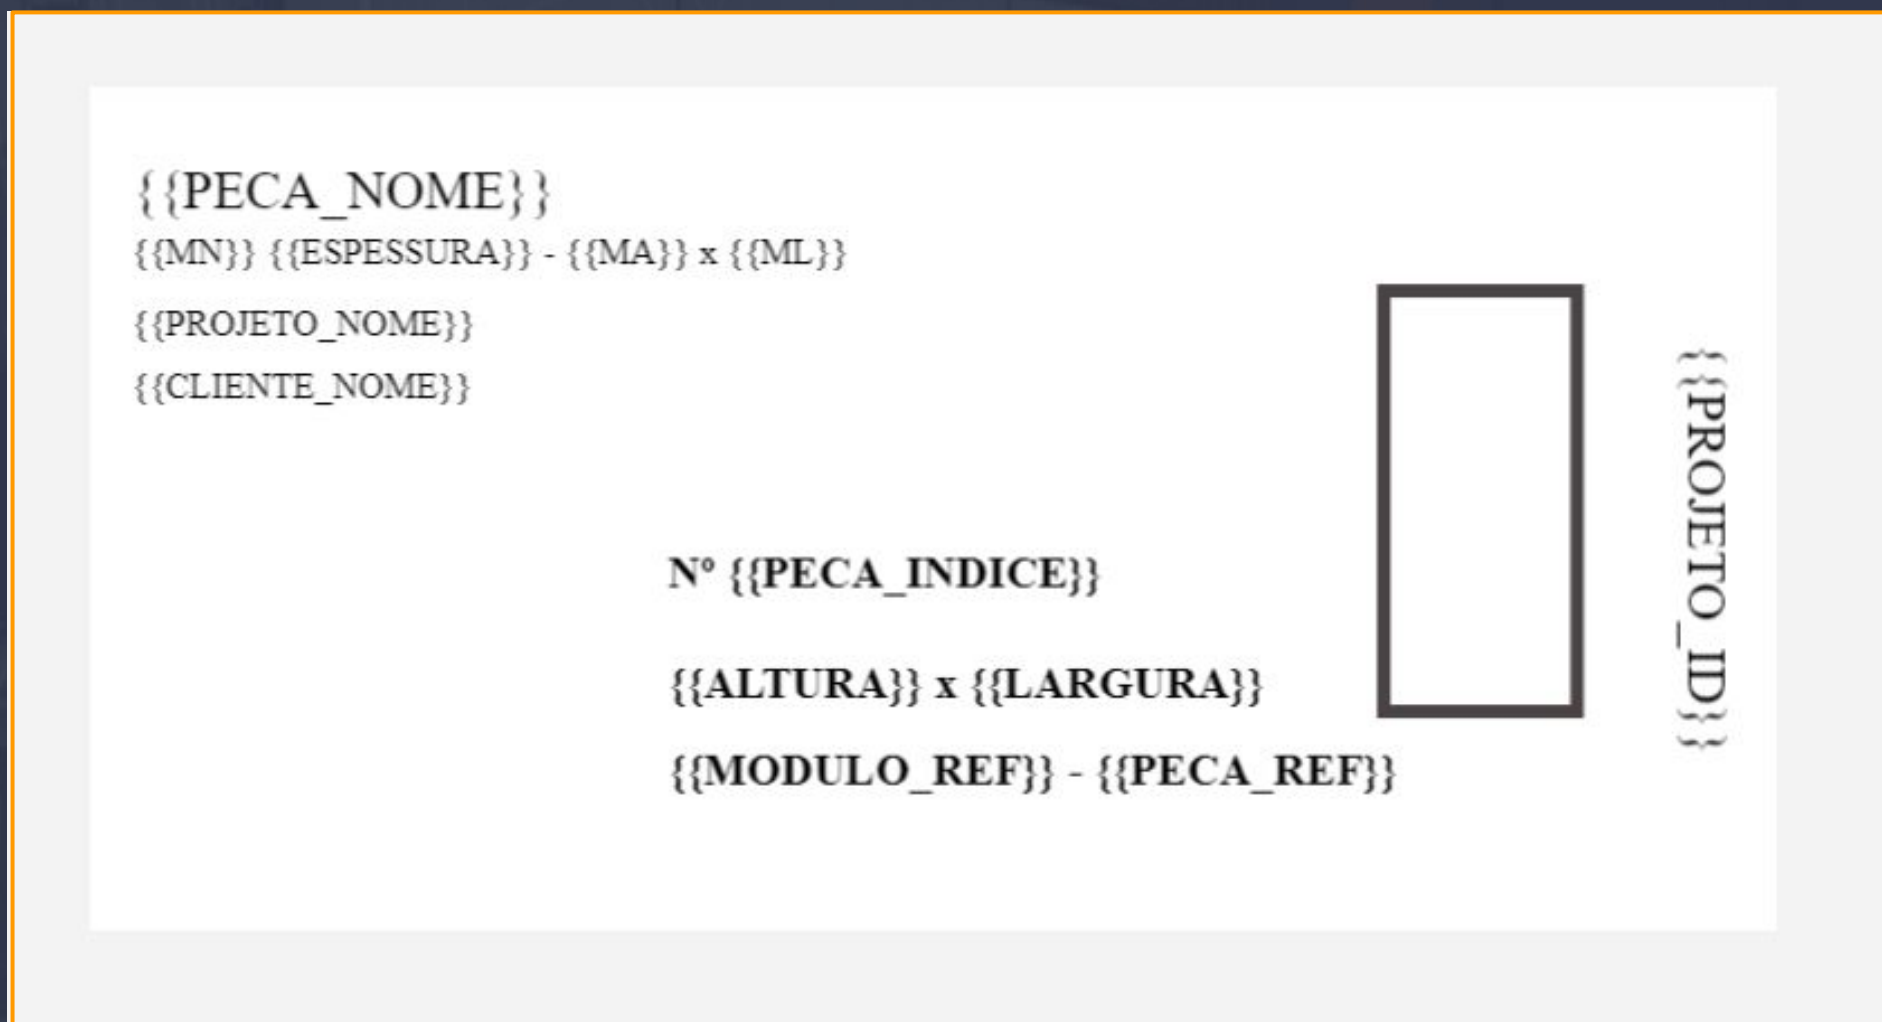 {{PECA_NOME}}
{{MN}} {{ESPESSURA}} - {{MA}} x {{ML}}
{{PROJETO_NOME}}
{{CLIENTE_NOME}}
Nº {{PECA_INDICE}}
{{ALTURA}} x {{LARGURA}}
{{MODULO_REF}} - {{PECA_REF}}
{{PROJETO_ID}}